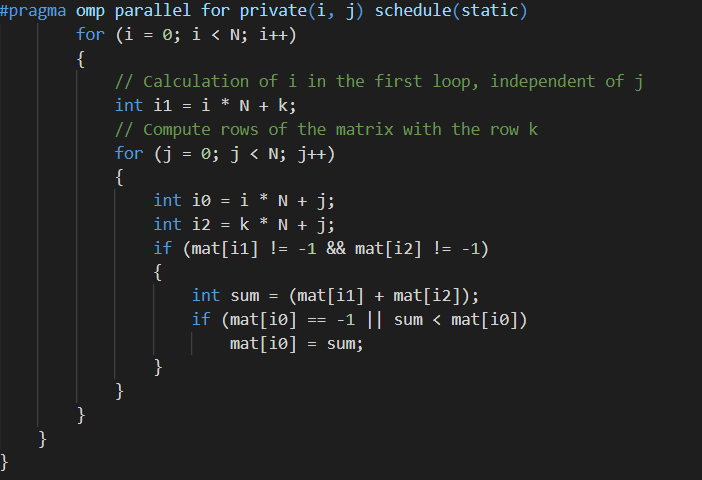 #pragma omp parallel for private(i, j) schedule(static)
for (i = 0; i < N; i++)
{
// Calculation of i in the first loop, independent of j
int i1 = i * N + k;
// Compute rows of the matrix with the row k
for (j = 0; j < N; j++)
{
int i0 = i * N + j;
int i2 = k * N + j;
if (mat[i1] != -1 && mat[i2] != -1)
{
int sum = (mat[i1] + mat[i2]);
if (mat[i0] == -1 || sum < mat[i0])
mat[i0] = sum;
}
}
}
}
}